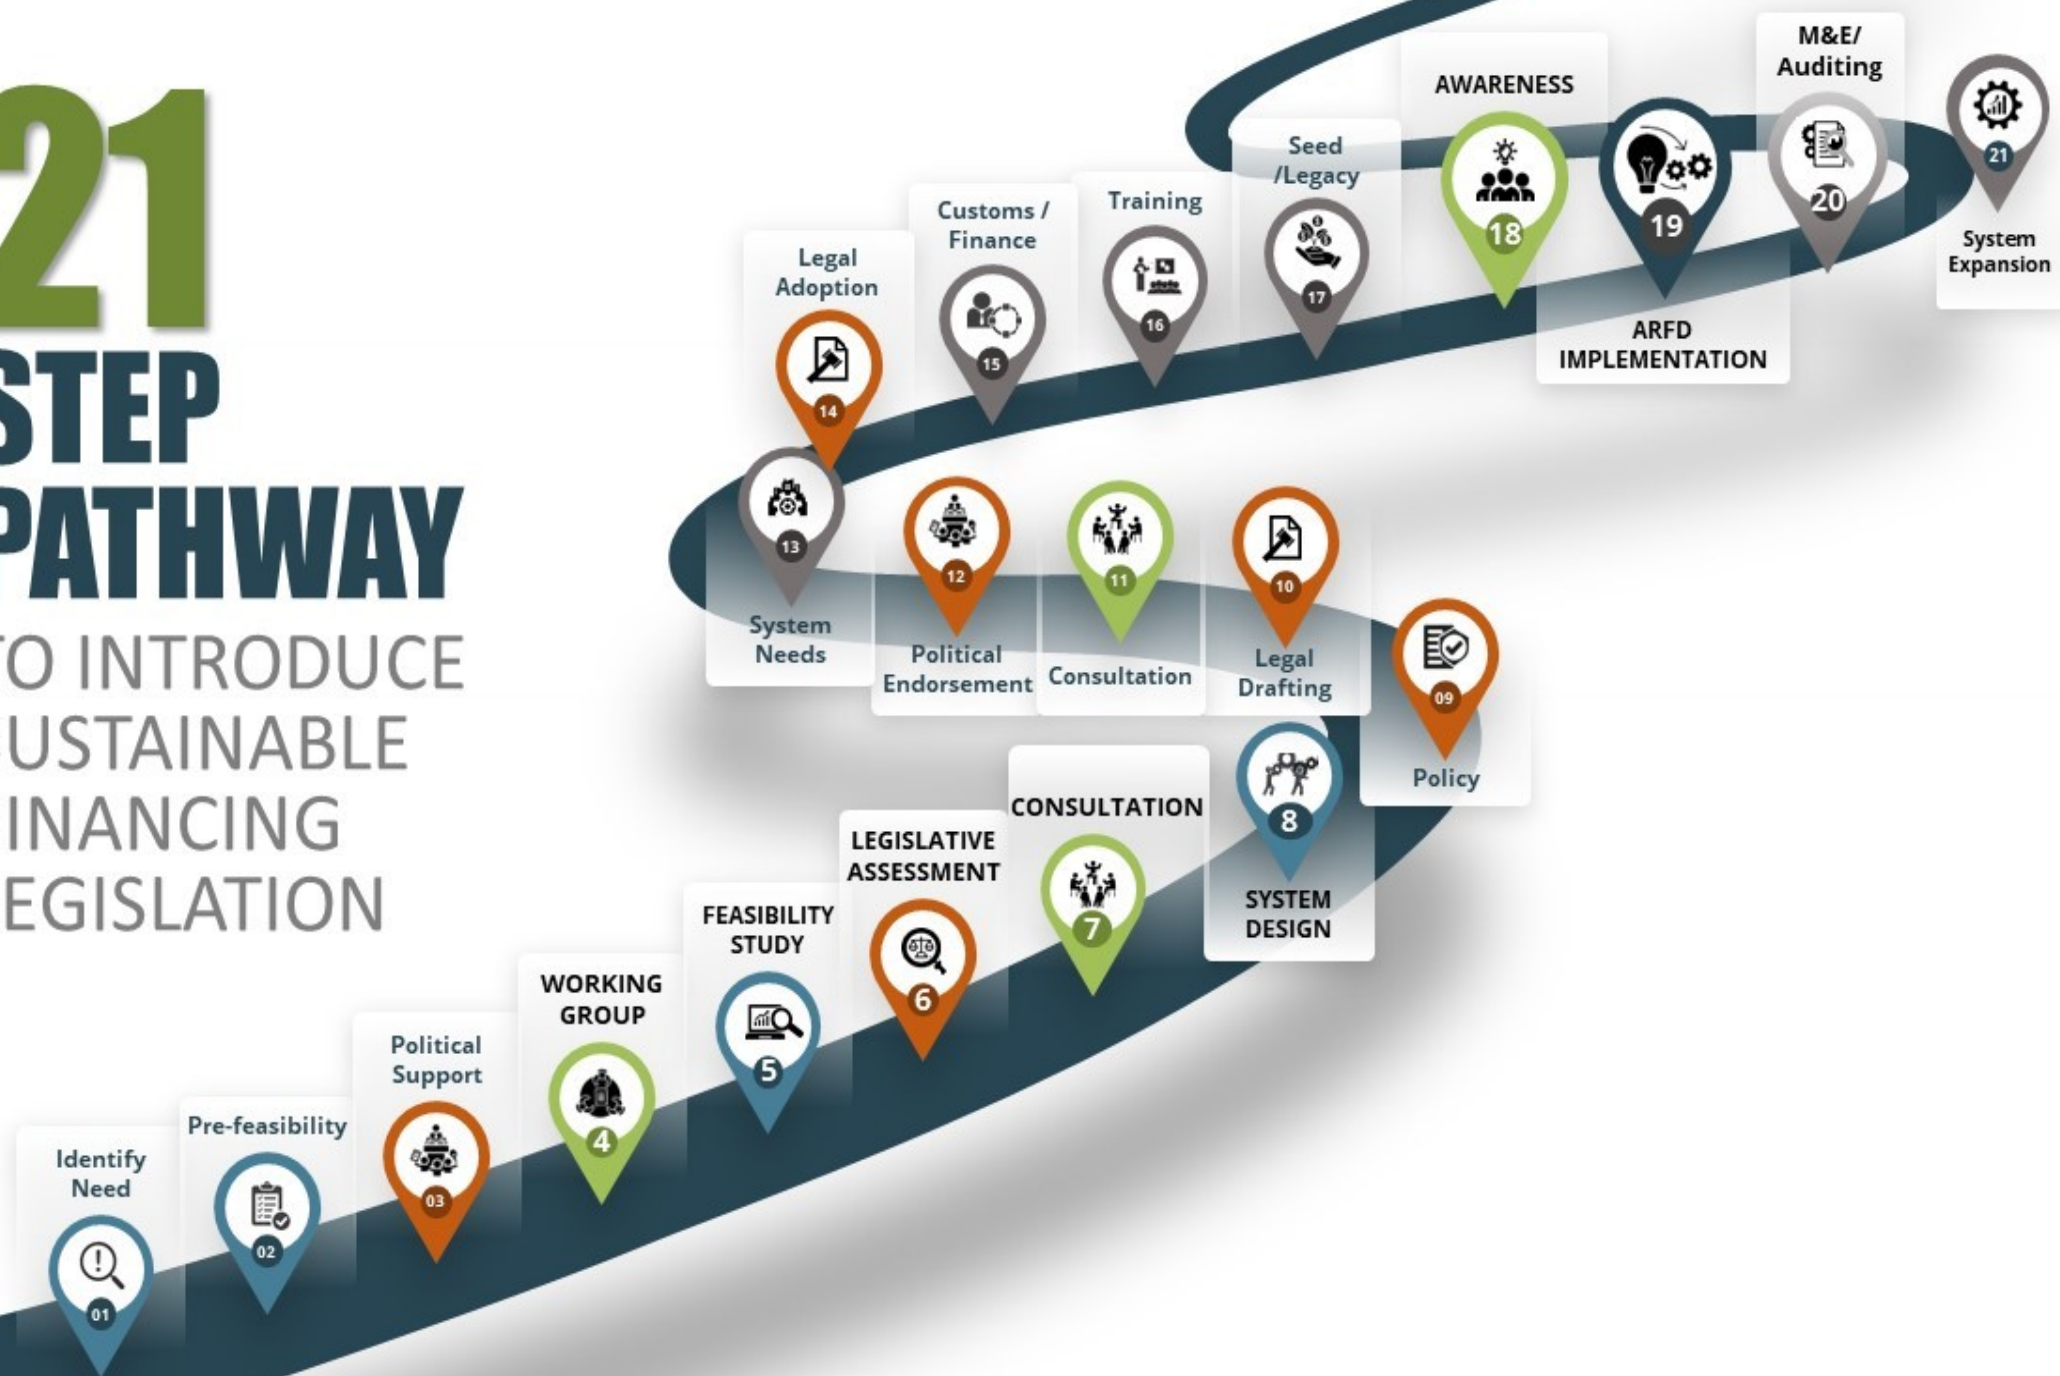 21
STEP
PATHWAY
TO INTRODUCE
USTAINABLE
INANCING
EGISLATION
Identify
Need
01
Pre-feasibility
02
Political
Support
03
WORKING
GROUP
4
FEASIBILITY
STUDY
5
LEGISLATIVE
ASSESSMENT
6
CONSULTATION
7
8
SYSTEM
DESIGN
09
Policy
10
Legal
Drafting
11
Consultation
12
Political
Endorsement
13
System
Needs
Legal
Adoption
14
Customs /
Finance
15
Training
16
Seed
/Legacy
17
AWARENESS
18
19
ARFD
IMPLEMENTATION
M&E/
Auditing
20
21
System
Expansion